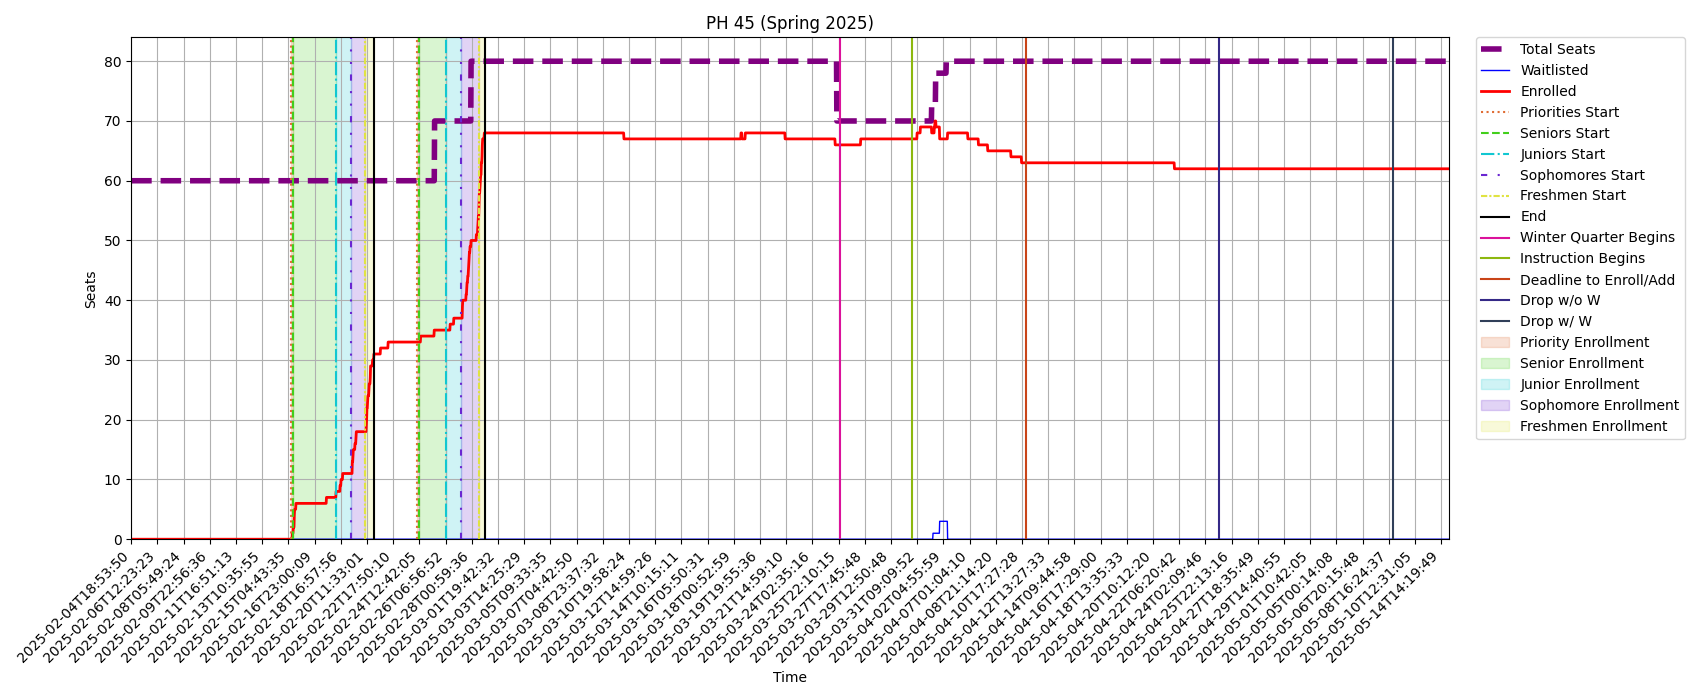 PH 45 (Spring 2025)
Seats
80
70
60
50
40
30
20
10
0
2025-02-04T18:53:50
2025-02-06T12:23:23
2025-02-08T05:49:24
2025-02-09T22:56:36
2025-02-11T16:51:13
2025-02-13T10:35:55
2025-02-15T04:43:35
2025-02-16T23:00:09
2025-02-18T16:57:56
2025-02-20T11:33:01
2025-02-22T17:50:10
2025-02-24T12:42:05
2025-02-26T06:56:52
2025-02-28T00:59:36
2025-03-01T19:42:32
2025-03-03T14:25:29
2025-03-05T09:33:35
2025-03-07T04:42:50
2025-03-08T23:37:32
2025-03-10T19:58:24
2025-03-12T14:59:26
2025-03-14T10:15:11
2025-03-16T05:50:31
2025-03-18T00:52:59
2025-03-19T19:55:36
2025-03-21T14:59:10
2025-03-24T02:35:16
2025-03-25T22:10:15
2025-03-27T17:45:48
2025-03-29T12:50:48
2025-03-31T09:09:52
2025-04-02T04:55:59
2025-04-07T01:04:10
2025-04-08T21:14:20
2025-04-10T17:27:28
2025-04-12T13:27:33
2025-04-14T09:44:58
2025-04-16T17:29:00
2025-04-18T13:35:33
2025-04-20T10:12:20
2025-04-22T06:20:42
2025-04-24T02:09:46
2025-04-25T22:13:16
2025-04-27T18:35:49
2025-04-29T14:40:55
2025-05-01T10:42:05
2025-05-05T00:14:08
2025-05-06T20:15:48
2025-05-08T16:24:37
2025-05-10T12:31:05
2025-05-14T14:19:49
Time
Total Seats
Waitlisted
Enrolled
Priorities Start
Seniors Start
Juniors Start
Sophomores Start
Freshmen Start
End
Winter Quarter Begins
Instruction Begins
Deadline to Enroll/Add
Drop w/o W
Drop w/ W
Priority Enrollment
Senior Enrollment
Junior Enrollment
Sophomore Enrollment
Freshmen Enrollment